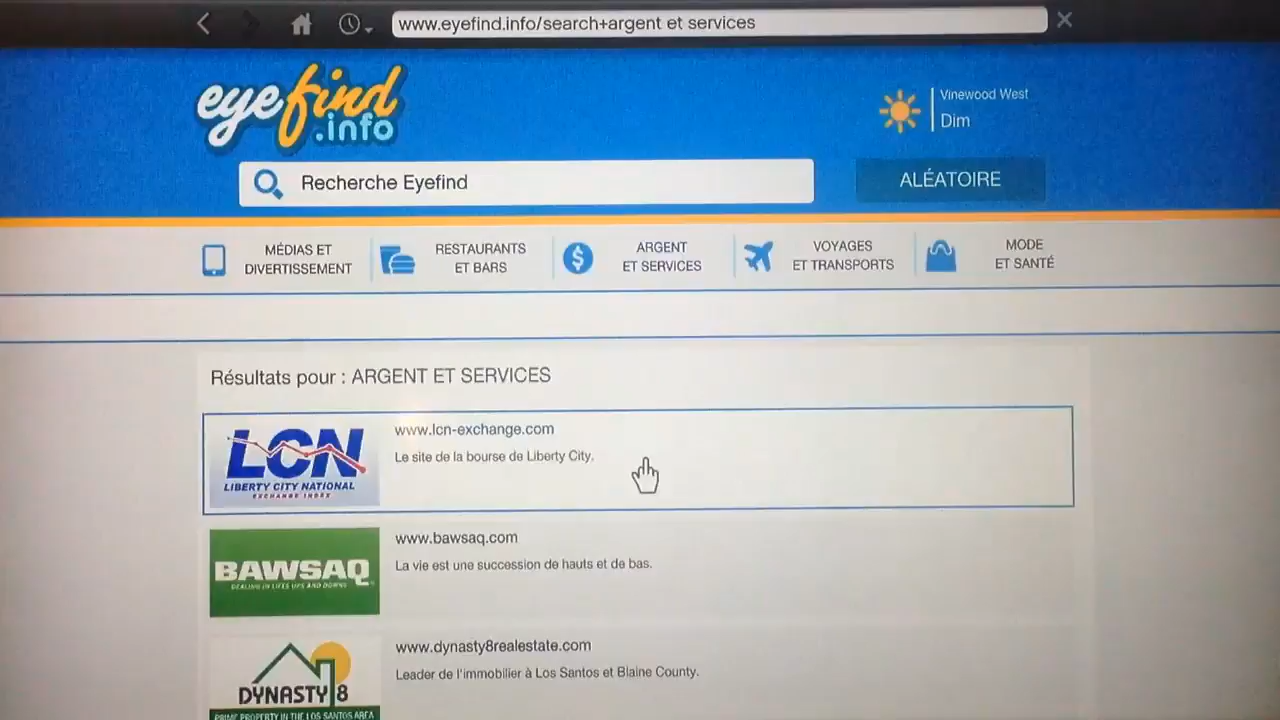 www.eyefind.info/search+argent et services
eyefind
.info
Vinewood West
Dim
Recherche Eyefind
ALÉATOIRE
MÉDIAS ET
DIVERTISSEMENT
RESTAURANTS
ET BARS
ARGENT
ET SERVICES
VOYAGES
ET TRANSPORTS
MODE
ET SANTÉ
Résultats pour : ARGENT ET SERVICES
LCN
LIBERTY CITY NATIONAL
EXCHANGE INDEX
www.lcn-exchange.com
Le site de la bourse de Liberty City.
BAWSAQ
DEALING IN LIFES UPS AND DOWNS
www.bawsaq.com
La vie est une succession de hauts et de bas.
DYNASTY 8
PRIME PROPERTY IN THE LOS SANTOS AREA
www.dynasty8realestate.com
Leader de l'immobilier à Los Santos et Blaine County.